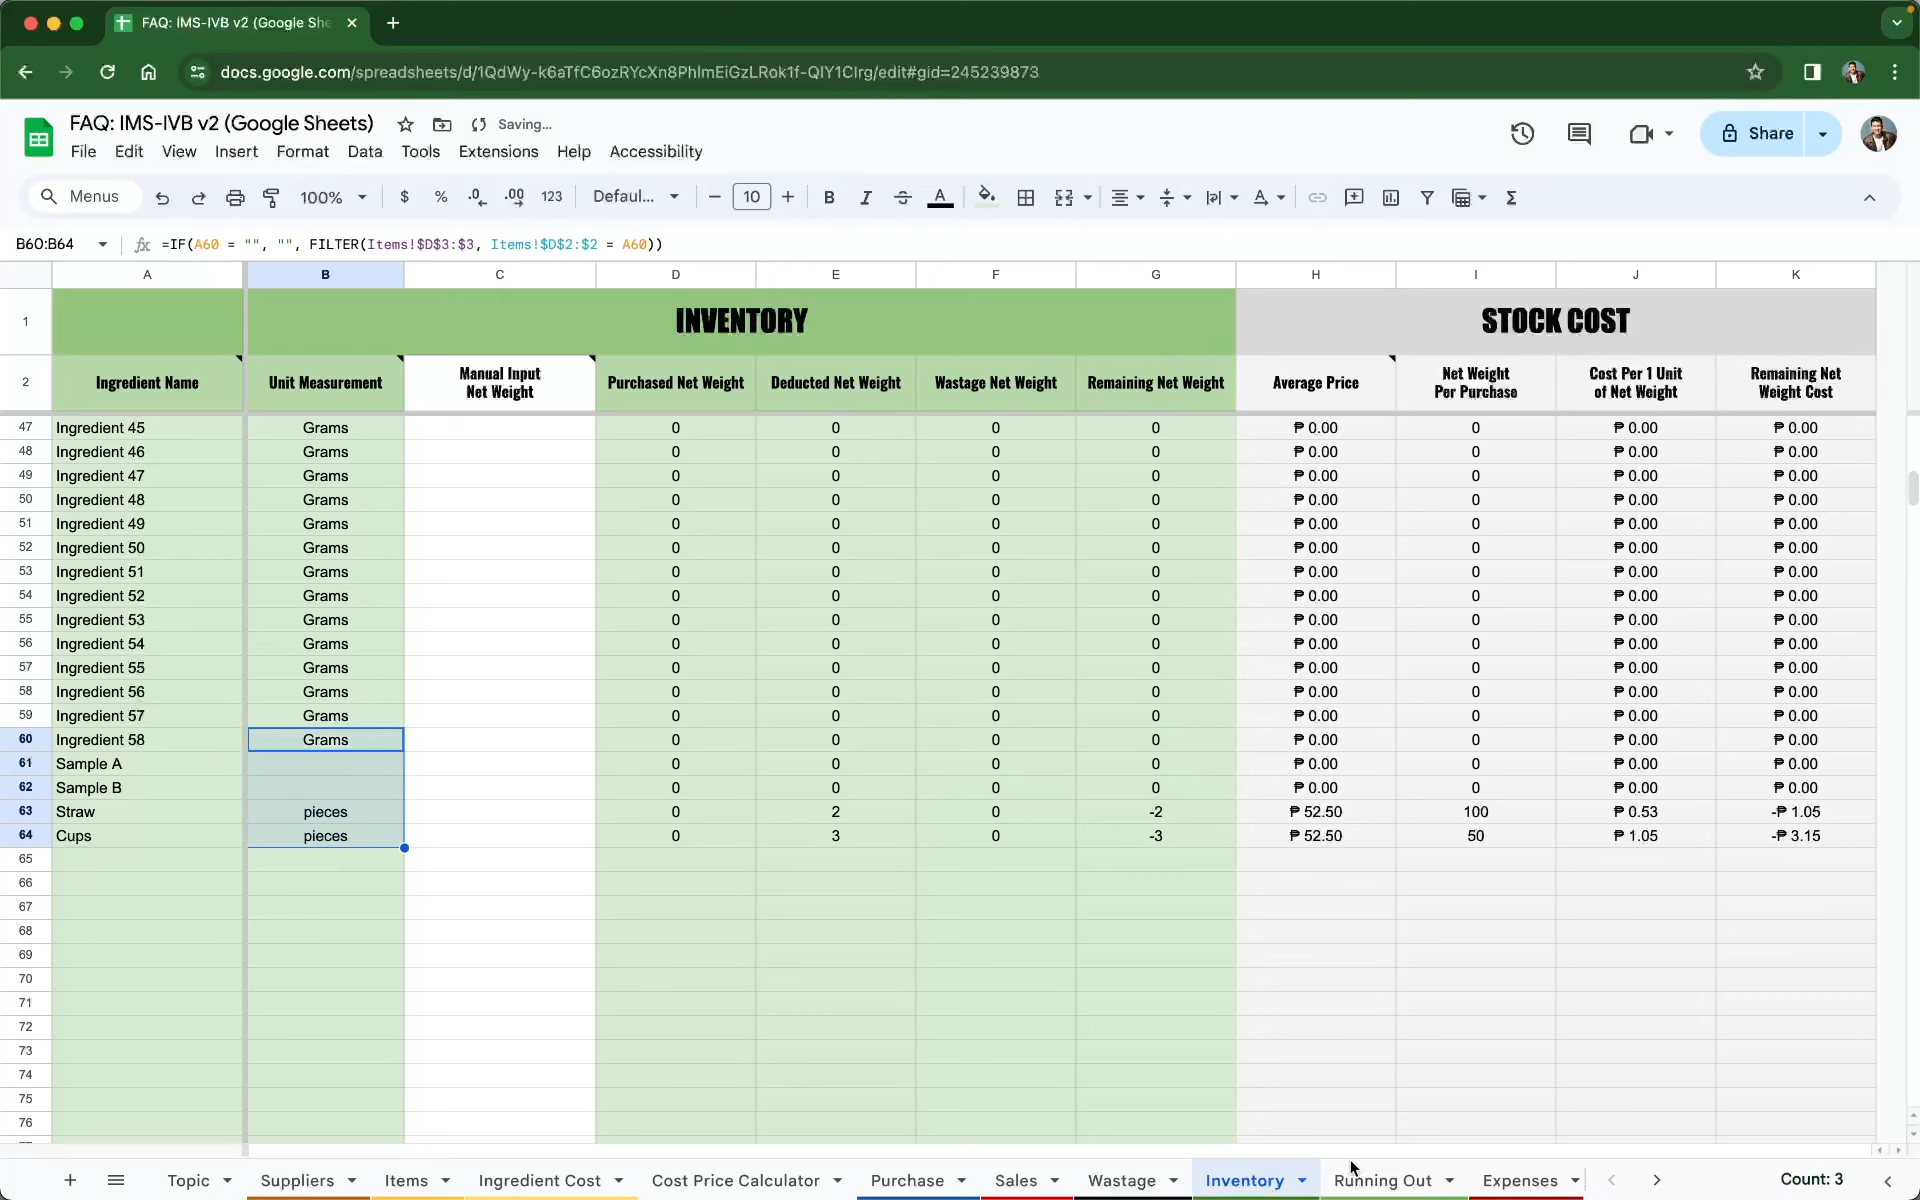 FAQ: IMS-IVB v2 (Google She
docs.google.com/spreadsheets/d/1QdWy-k6aTfC6ozRYcXn8PhlmEiGzLRok1f-QIY1CIrg/edit#gid=245239873
FAQ: IMS-IVB v2 (Google Sheets) Saving...
File Edit View Insert Format Data Tools Extensions Help Accessibility
Share
Menus 100% $ % .0 .00 123 Defaul... 10 B I A Σ
B60:B64 fx =IF(A60 = "", "", FILTER(Items!$D$3:$3, Items!$D$2:$2 = A60))
A B C D E F G H I J K
1 INVENTORY STOCK COST
2 Ingredient Name Unit Measurement Manual Input Net Weight Purchased Net Weight Deducted Net Weight Wastage Net Weight Remaining Net Weight Average Price Net Weight Per Purchase Cost Per 1 Unit of Net Weight Remaining Net Weight Cost
47 Ingredient 45 Grams 0 0 0 0 ₱ 0.00 0 ₱ 0.00 ₱ 0.00
48 Ingredient 46 Grams 0 0 0 0 ₱ 0.00 0 ₱ 0.00 ₱ 0.00
49 Ingredient 47 Grams 0 0 0 0 ₱ 0.00 0 ₱ 0.00 ₱ 0.00
50 Ingredient 48 Grams 0 0 0 0 ₱ 0.00 0 ₱ 0.00 ₱ 0.00
51 Ingredient 49 Grams 0 0 0 0 ₱ 0.00 0 ₱ 0.00 ₱ 0.00
52 Ingredient 50 Grams 0 0 0 0 ₱ 0.00 0 ₱ 0.00 ₱ 0.00
53 Ingredient 51 Grams 0 0 0 0 ₱ 0.00 0 ₱ 0.00 ₱ 0.00
54 Ingredient 52 Grams 0 0 0 0 ₱ 0.00 0 ₱ 0.00 ₱ 0.00
55 Ingredient 53 Grams 0 0 0 0 ₱ 0.00 0 ₱ 0.00 ₱ 0.00
56 Ingredient 54 Grams 0 0 0 0 ₱ 0.00 0 ₱ 0.00 ₱ 0.00
57 Ingredient 55 Grams 0 0 0 0 ₱ 0.00 0 ₱ 0.00 ₱ 0.00
58 Ingredient 56 Grams 0 0 0 0 ₱ 0.00 0 ₱ 0.00 ₱ 0.00
59 Ingredient 57 Grams 0 0 0 0 ₱ 0.00 0 ₱ 0.00 ₱ 0.00
60 Ingredient 58 Grams 0 0 0 0 ₱ 0.00 0 ₱ 0.00 ₱ 0.00
61 Sample A 0 0 0 0 ₱ 0.00 0 ₱ 0.00 ₱ 0.00
62 Sample B 0 0 0 0 ₱ 0.00 0 ₱ 0.00 ₱ 0.00
63 Straw pieces 0 2 0 -2 ₱ 52.50 100 ₱ 0.53 -₱ 1.05
64 Cups pieces 0 3 0 -3 ₱ 52.50 50 ₱ 1.05 -₱ 3.15
65
66
67
68
69
70
71
72
73
74
75
76
Topic Suppliers Items Ingredient Cost Cost Price Calculator Purchase Sales Wastage Inventory Running Out Expenses Count: 3